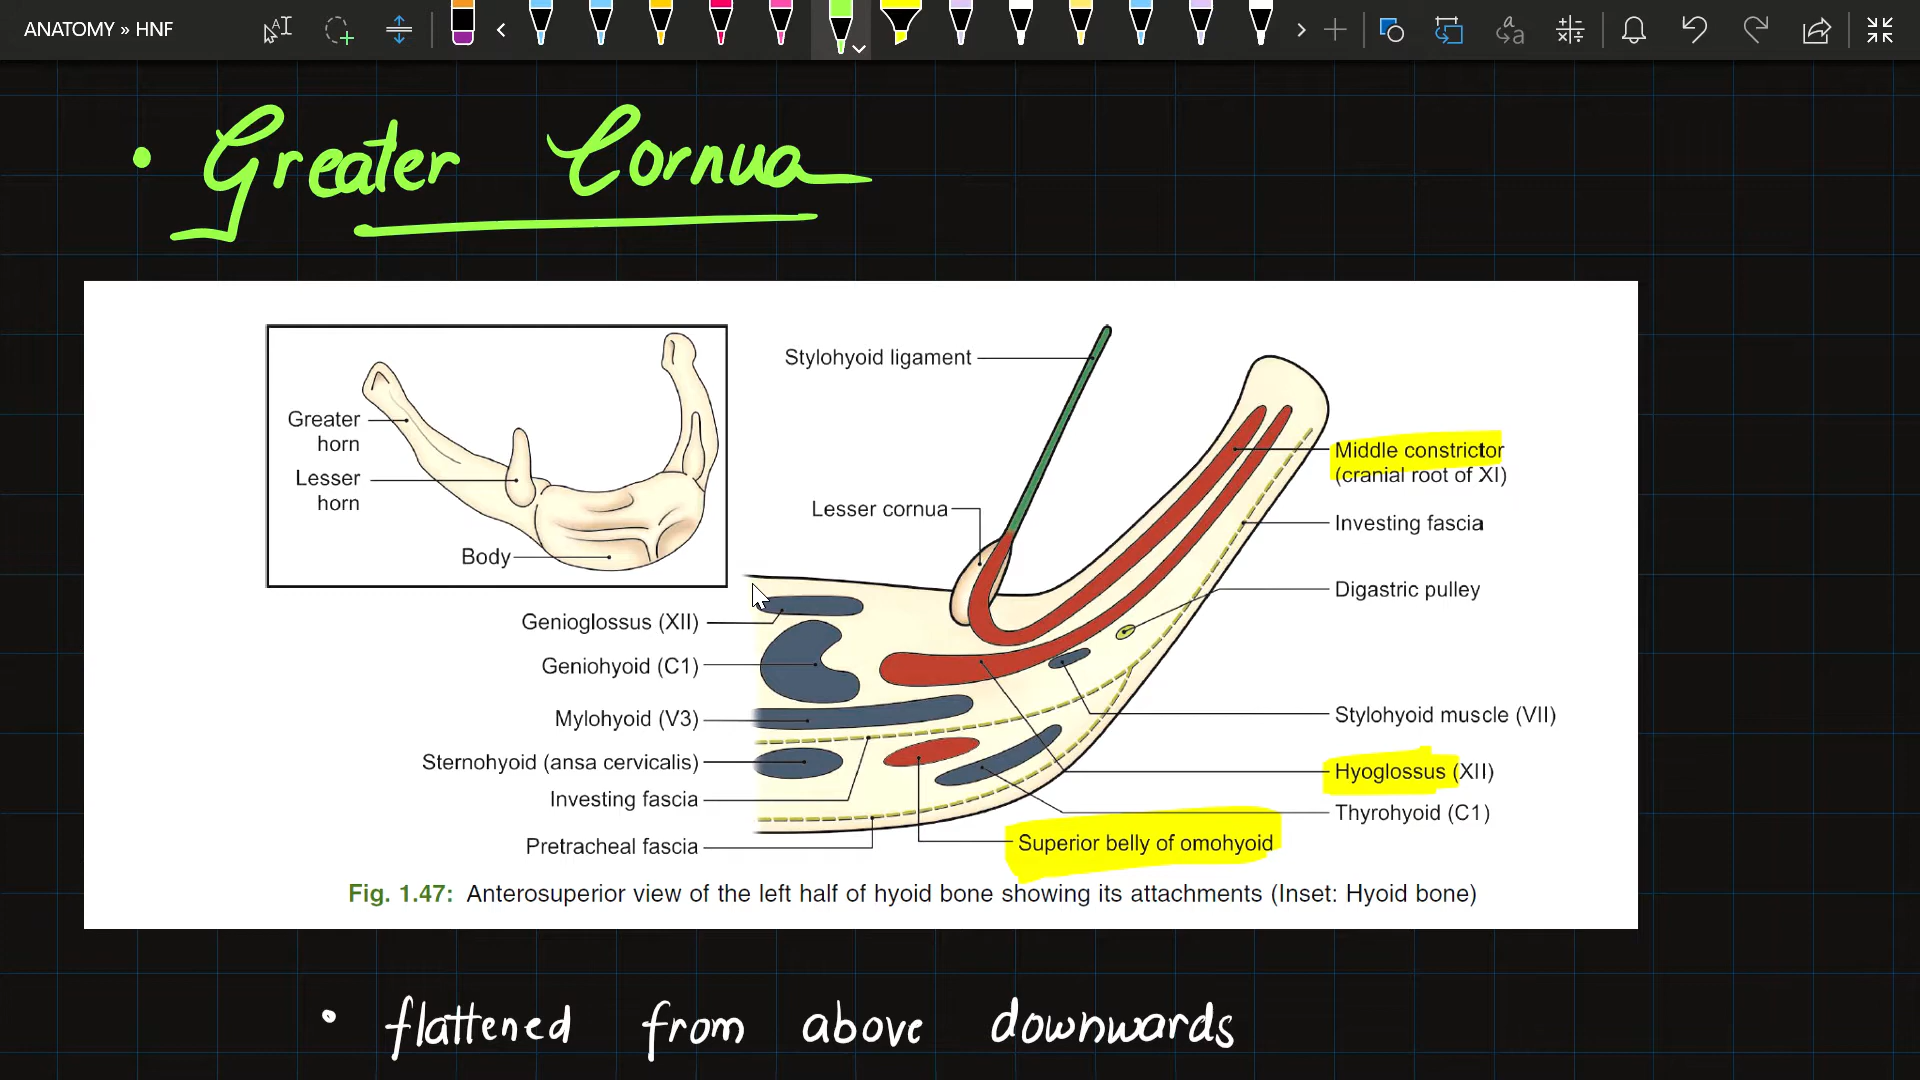 ANATOMY » HNF
• Greater Cornua
Greater
horn
Lesser
horn
Body
Stylohyoid ligament
Lesser cornua
Middle constrictor
(cranial root of XI)
Investing fascia
Digastric pulley
Genioglossus (XII)
Geniohyoid (C1)
Mylohyoid (V3)
Sternohyoid (ansa cervicalis)
Investing fascia
Pretracheal fascia
Stylohyoid muscle (VII)
Hyoglossus (XII)
Thyrohyoid (C1)
Superior belly of omohyoid
Fig. 1.47: Anterosuperior view of the left half of hyoid bone showing its attachments (Inset: Hyoid bone)
• flattened from above downwards